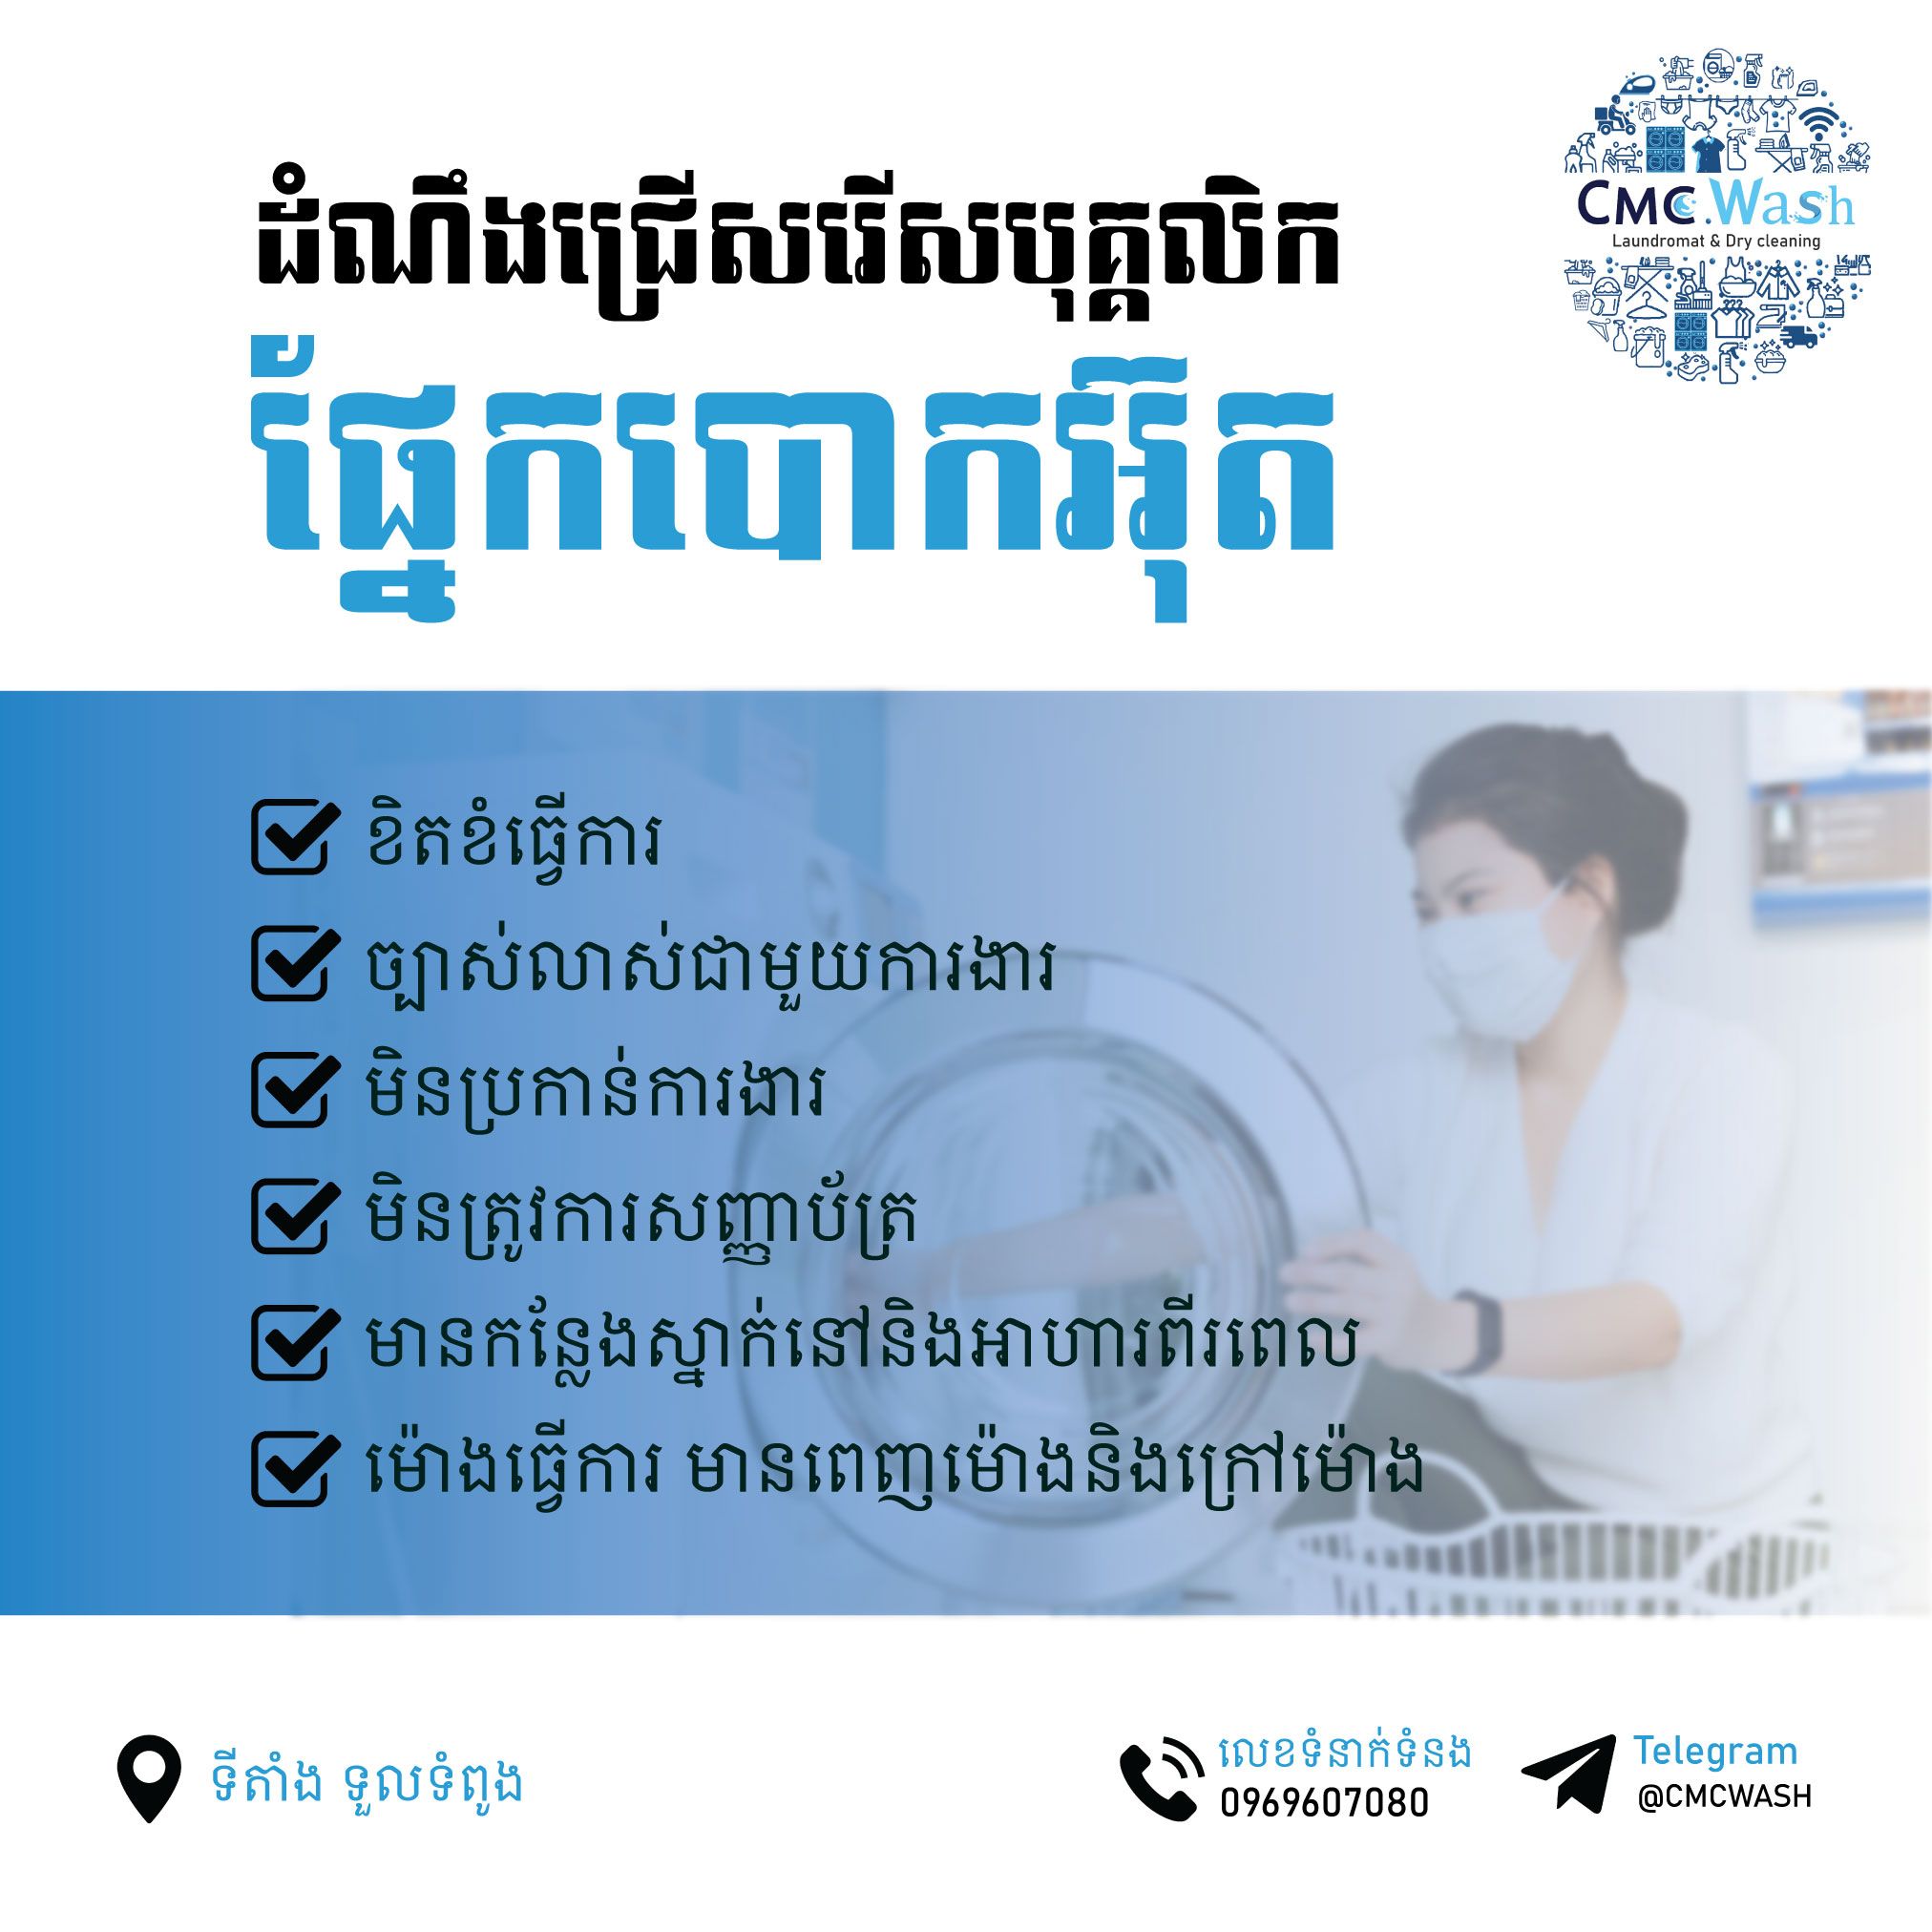 CMC.Wash
Laundromat & Dry cleaning
ដំណឹងជ្រើសរើសបុគ្គលិក
ផ្នែកបោកអ៊ុត
ខិតខំធ្វើការ
ច្បាស់លាស់ជាមួយការងារ
មិនប្រកាន់ការងារ
មិនត្រូវការសញ្ញាប័ត្រ
មានកន្លែងស្នាក់នៅនិងអាហារពីរពេល
ម៉ោងធ្វើការ មានពេញម៉ោងនិងក្រៅម៉ោង
ទីតាំង ទួលទំពូង
លេខទំនាក់ទំនង
0969607080
Telegram
@CMCWASH